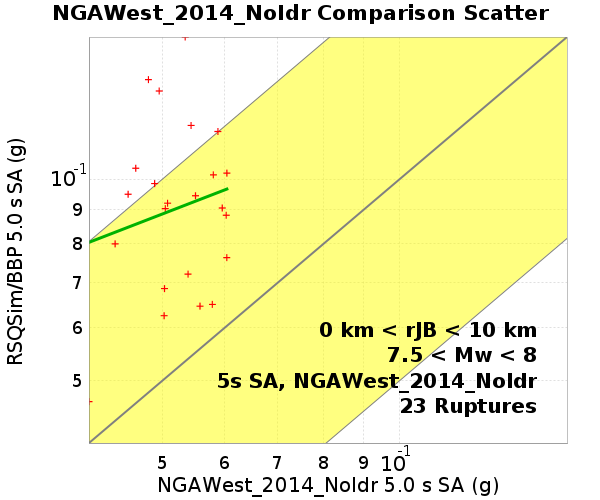 NGAWest_2014_NoIdr Comparison Scatter
RSQSim/BBP 5.0 s SA (g)
10-1
9
8
7
6
5
0 km < rJB < 10 km
7.5 < Mw < 8
5s SA, NGAWest_2014_NoIdr
23 Ruptures
5 6 7 8 9 10-1
NGAWest_2014_NoIdr 5.0 s SA (g)